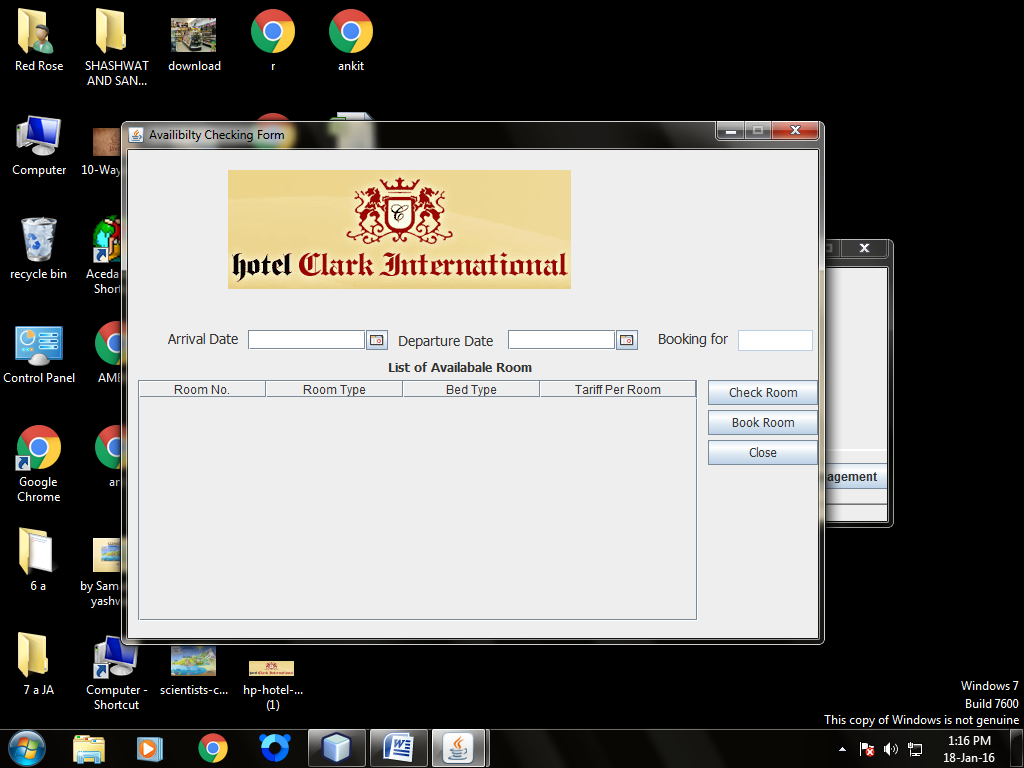 Red Rose
SHASHWAT
AND SAN...
download
r
ankit
Computer
10-Way
recycle bin
Aceda
Short
Control Panel
AM
Google
Chrome
an
6 a
by Sam
yashv
7 a JA
Computer -
Shortcut
scientists-c...
hp-hotel-...
(1)
Availibilty Checking Form
C
hotel Clark International
Arrival Date
Departure Date
Booking for
List of Availabale Room
Room No.
Room Type
Bed Type
Tariff Per Room
Check Room
Book Room
Close
agement
Windows 7
Build 7600
This copy of Windows is not genuine
1:16 PM
18-Jan-16